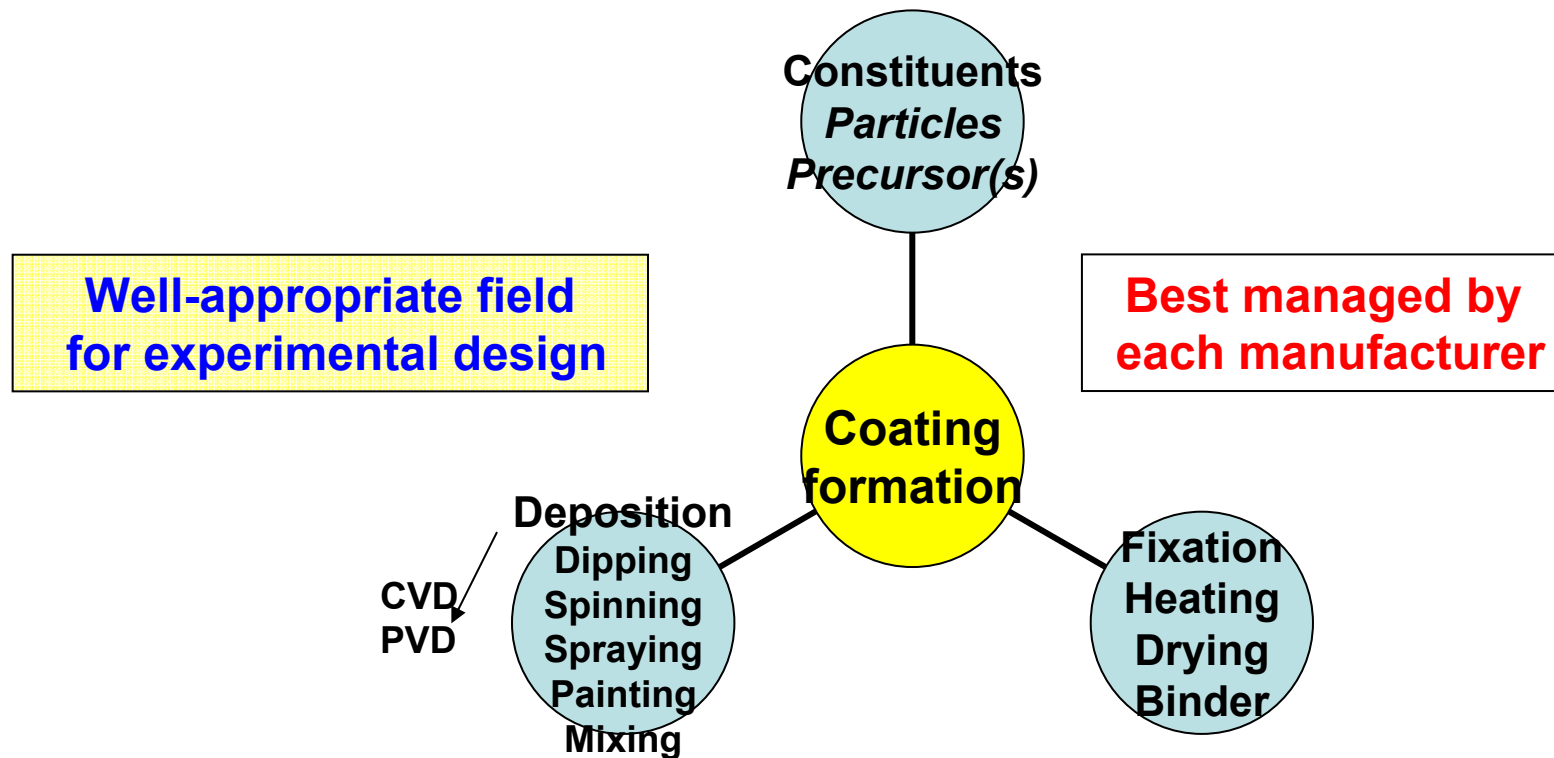 Constituents
Particles
Precursor(s)
Well-appropriate field
for experimental design
Best managed by
each manufacturer
Coating
formation
Deposition
Dipping
Spinning
Spraying
Painting
Mixing
CVD
PVD
Fixation
Heating
Drying
Binder